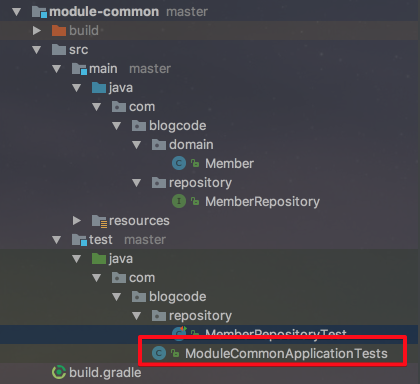 module-common master
build
src
main master
java
com
blogcode
domain
Member
repository
MemberRepository
resources
test master
java
com
blogcode
repository
MemberRepositoryTest
ModuleCommonApplicationTests
build.gradle